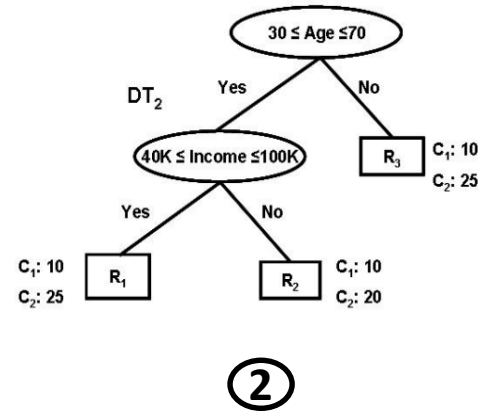 30 ≤ Age ≤70
DT₂
Yes
No
40K ≤ Income ≤100K
R₃
C₁: 10
C₂: 25
Yes
No
C₁: 10
C₂: 25
R₁
R₂
C₁: 10
C₂: 20
2